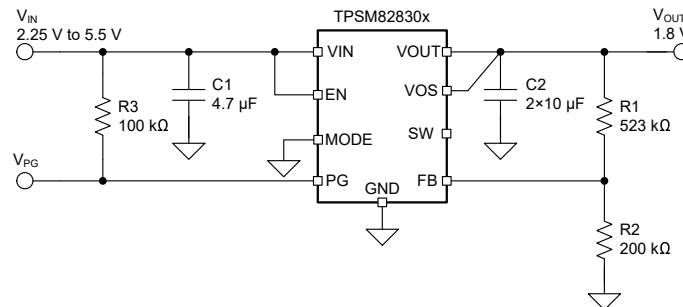 TPSM82830x
VIN
2.25 V to 5.5 V
VOUT
1.8 V
VIN
VOUT
C1
4.7 µF
EN
VOS
C2
2×10 µF
R3
100 kΩ
R1
523 kΩ
MODE
SW
VPG
PG
GND
FB
R2
200 kΩ